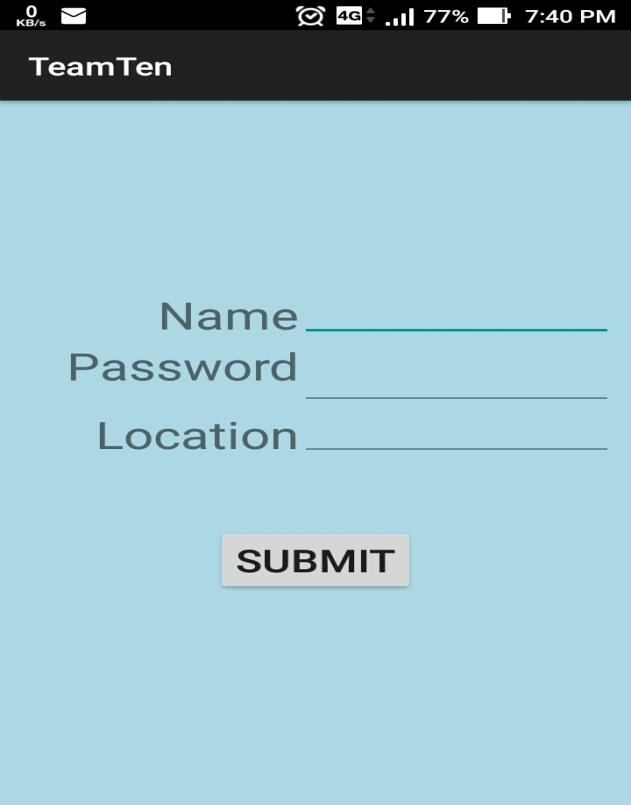 0
KB/s 4G 77% 7:40 PM
TeamTen
Name
Password
Location
SUBMIT